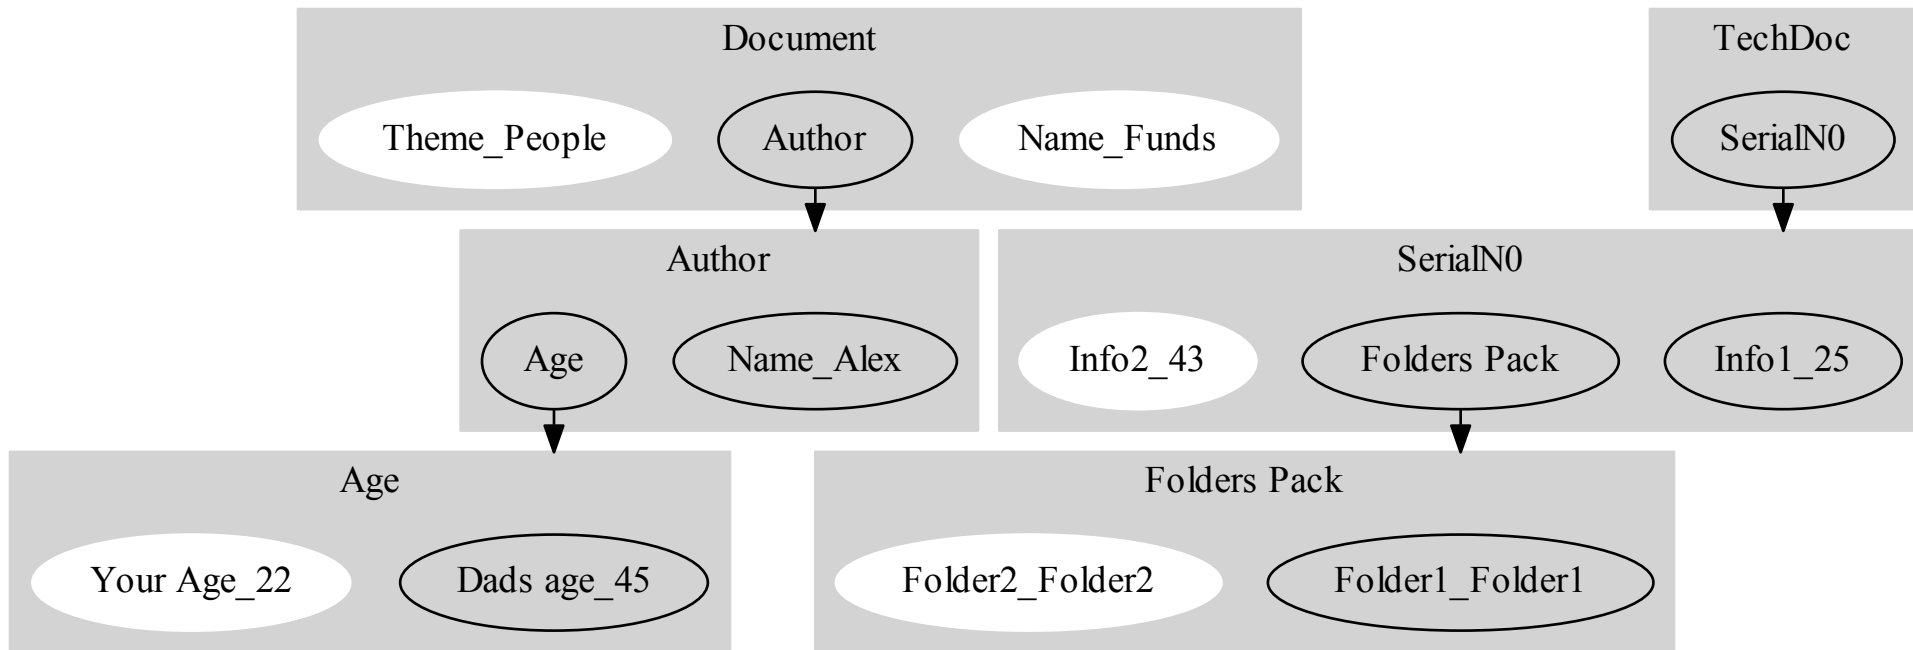 Document
TechDoc
Theme_People
Author
Name_Funds
SerialN0
Author
SerialN0
Age
Name_Alex
Info2_43
Folders Pack
Info1_25
Age
Folders Pack
Your Age_22
Dads age_45
Folder2_Folder2
Folder1_Folder1